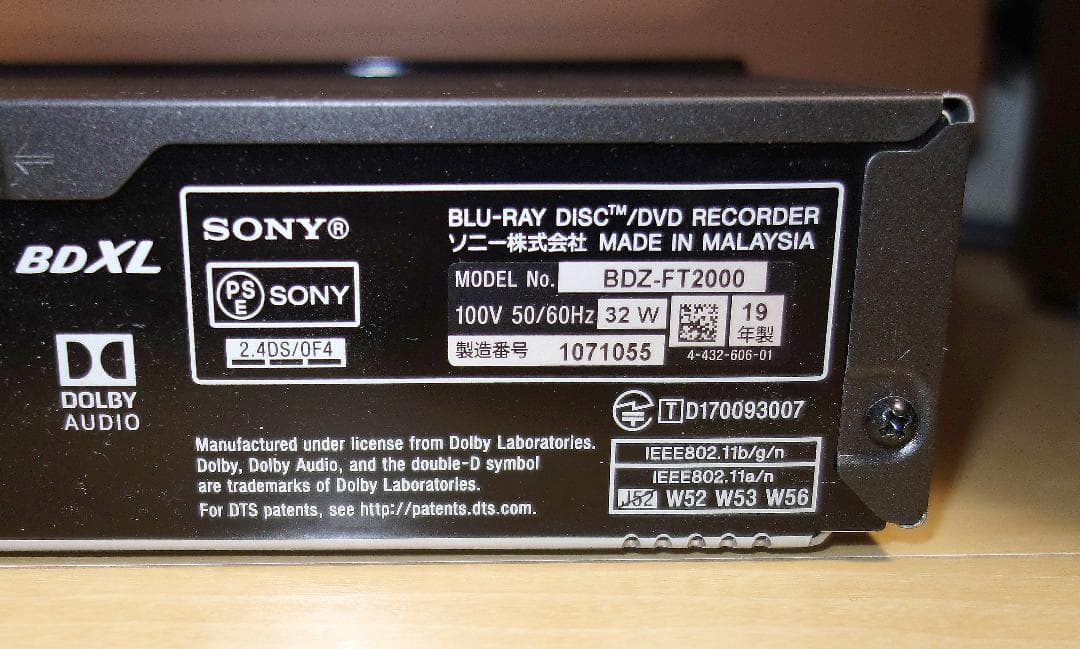 BDXL
DOLBY
AUDIO
SONY®
PS
E
SONY
2.4DS/OF4
BLU-RAY DISC™/DVD RECORDER
ソニー株式会社 MADE IN MALAYSIA
MODEL No. BDZ-FT2000
100V 50/60Hz 32 W
19
年製
製造番号 1071055
4-432-606-01
T D170093007
Manufactured under license from Dolby Laboratories.
Dolby, Dolby Audio, and the double-D symbol
are trademarks of Dolby Laboratories.
For DTS patents, see http://patents.dts.com.
IEEE802.11b/g/n
IEEE802.11a/n
J52 W52 W53 W56